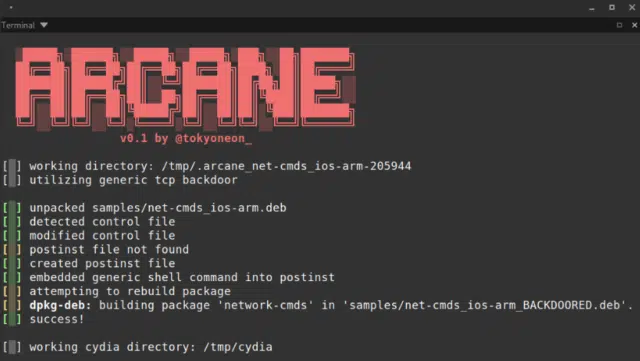 Terminal
ARCANE
v0.1 by @tokyoneon_
[ ] working directory: /tmp/.arcane_net-cmds_ios-arm-205944
[ ] utilizing generic tcp backdoor
[ ] unpacked samples/net-cmds_ios-arm.deb
[ ] detected control file
[ ] modified control file
[ ] postinst file not found
[ ] created postinst file
[ ] embedded generic shell command into postinst
[ ] attempting to rebuild package
[ ] dpkg-deb: building package 'network-cmds' in 'samples/net-cmds_ios-arm_BACKDOORED.deb'.
[ ] success!
[ ] working cydia directory: /tmp/cydia